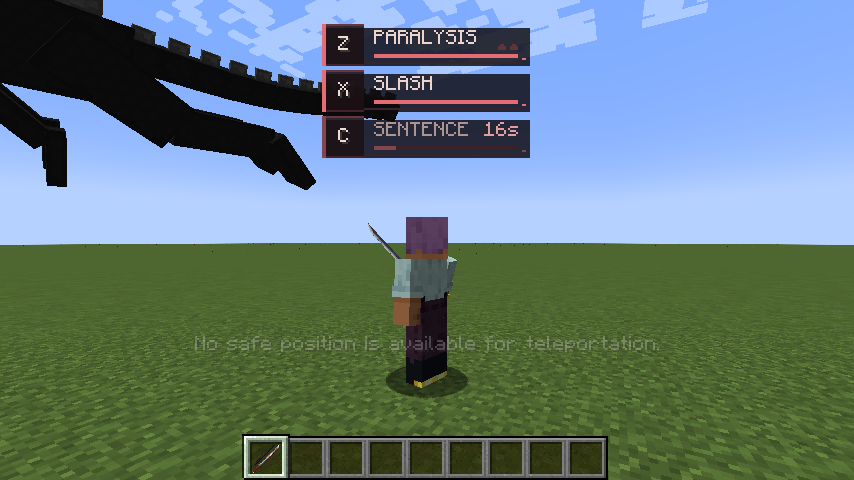 Z PARALYSIS
X SLASH
C SENTENCE 16s
No safe position is available for teleportation.